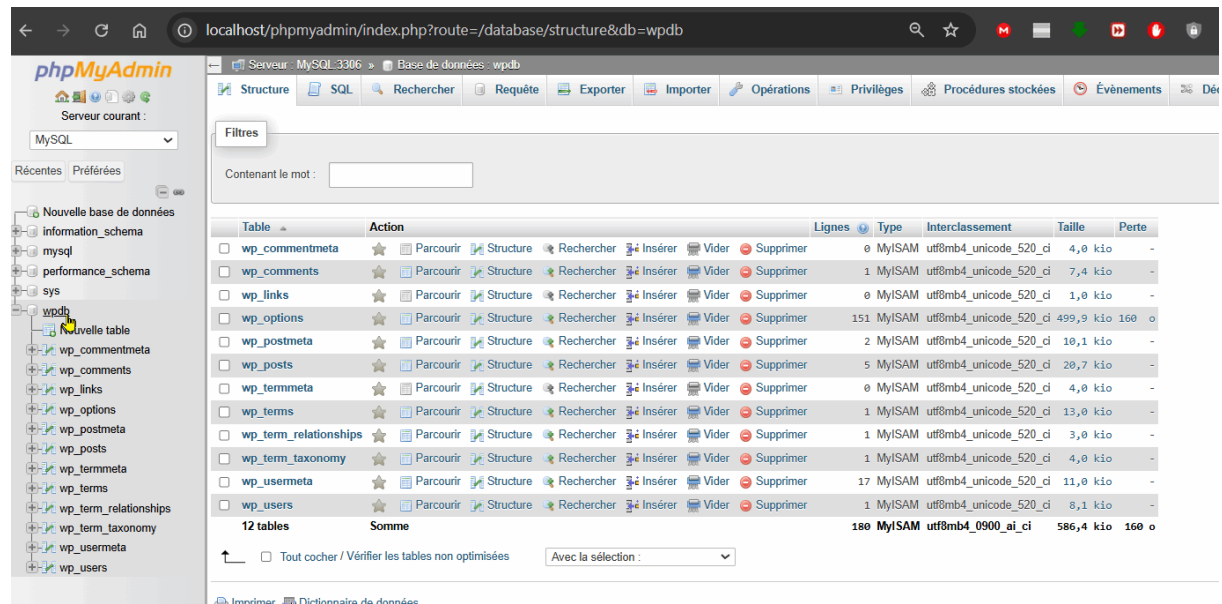 localhost/phpmyadmin/index.php?route=/database/structure&db=wpdb
phpMyAdmin
Serveur courant :
MySQL
Récentes Préférées
Nouvelle base de données
information_schema
mysql
performance_schema
sys
wpdb
Nouvelle table
wp_commentmeta
wp_comments
wp_links
wp_options
wp_postmeta
wp_posts
wp_termmeta
wp_terms
wp_term_relationships
wp_term_taxonomy
wp_usermeta
wp_users
Serveur : MySQL:3306 » Base de données : wpdb
Structure SQL Rechercher Requête Exporter Importer Opérations Privilèges Procédures stockées Évènements Déc
Filtres
Contenant le mot :
Table Action Lignes Type Interclassement Taille Perte
wp_commentmeta Parcourir Structure Rechercher Insérer Vider Supprimer 0 MyISAM utf8mb4_unicode_520_ci 4,0 kio -
wp_comments Parcourir Structure Rechercher Insérer Vider Supprimer 1 MyISAM utf8mb4_unicode_520_ci 7,4 kio -
wp_links Parcourir Structure Rechercher Insérer Vider Supprimer 0 MyISAM utf8mb4_unicode_520_ci 1,0 kio -
wp_options Parcourir Structure Rechercher Insérer Vider Supprimer 151 MyISAM utf8mb4_unicode_520_ci 499,9 kio 160 o
wp_postmeta Parcourir Structure Rechercher Insérer Vider Supprimer 2 MyISAM utf8mb4_unicode_520_ci 10,1 kio -
wp_posts Parcourir Structure Rechercher Insérer Vider Supprimer 5 MyISAM utf8mb4_unicode_520_ci 20,7 kio -
wp_termmeta Parcourir Structure Rechercher Insérer Vider Supprimer 0 MyISAM utf8mb4_unicode_520_ci 4,0 kio -
wp_terms Parcourir Structure Rechercher Insérer Vider Supprimer 1 MyISAM utf8mb4_unicode_520_ci 13,0 kio -
wp_term_relationships Parcourir Structure Rechercher Insérer Vider Supprimer 1 MyISAM utf8mb4_unicode_520_ci 3,0 kio -
wp_term_taxonomy Parcourir Structure Rechercher Insérer Vider Supprimer 1 MyISAM utf8mb4_unicode_520_ci 4,0 kio -
wp_usermeta Parcourir Structure Rechercher Insérer Vider Supprimer 17 MyISAM utf8mb4_unicode_520_ci 11,0 kio -
wp_users Parcourir Structure Rechercher Insérer Vider Supprimer 1 MyISAM utf8mb4_unicode_520_ci 8,1 kio -
12 tables Somme 180 MyISAM utf8mb4_0900_ai_ci 586,4 kio 160 o
Tout cocher / Vérifier les tables non optimisées Avec la sélection :
Imprimer Dictionnaire de données